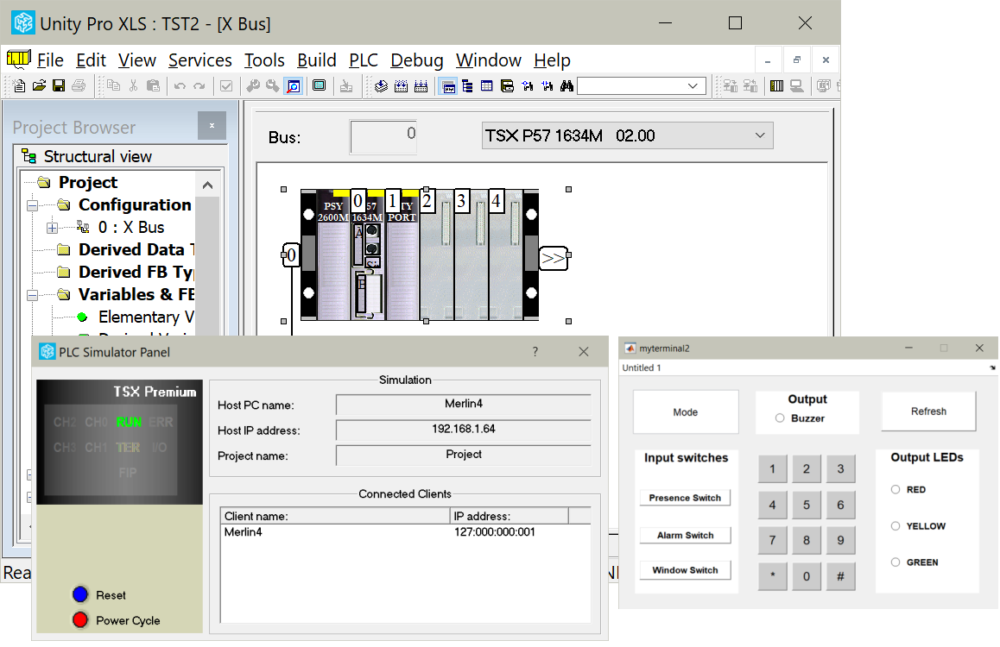 Unity Pro XLS : TST2 - [X Bus]
File Edit View Services Tools Build PLC Debug Window Help
Project Browser
Bus: 0 TSX P57 1634M 02.00
Structural view
Project
Configuration
0 : X Bus
Derived Data T
Derived FB Typ
Variables & FB
Elementary V
PSY 0 57 1 TY 2 3 4
2600M 1634M PORT
A
B
0 >>
PLC Simulator Panel
TSX Premium
CH2 CH0 RUN ERR
CH3 CH1 TER I/O
FIP
Reset
Power Cycle
Simulation
Host PC name: Merlin4
Host IP address: 192.168.1.64
Project name: Project
Connected Clients
Client name: IP address:
Merlin4 127:000:000:001
Rea
myterminal2
Untitled 1
Mode
Output
Buzzer
Refresh
Input switches
Presence Switch
Alarm Switch
Window Switch
1 2 3
4 5 6
7 8 9
* 0 #
Output LEDs
RED
YELLOW
GREEN